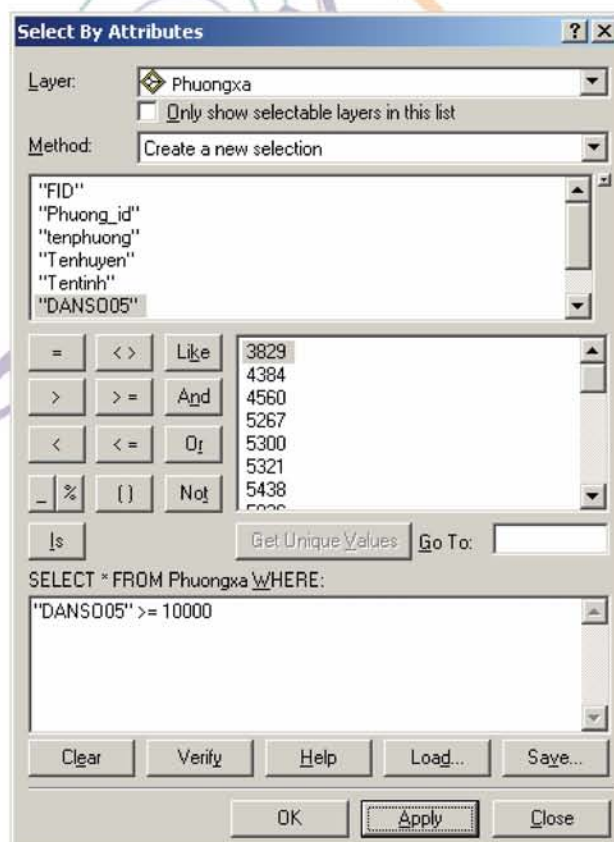 Select By Attributes
Layer: Phuongxa
Only show selectable layers in this list
Method: Create a new selection
"FID"
"Phuong_id"
"tenphuong"
"Tenhuyen"
"Tentinh"
"DANSO05"
= <> Like
> >= And
< <= Or
_ % () Not
Is
3829
4384
4560
5267
5300
5321
5438
Get Unique Values Go To:
SELECT * FROM Phuongxa WHERE:
"DANSO05" >= 10000
Clear Verify Help Load... Save...
OK Apply Close